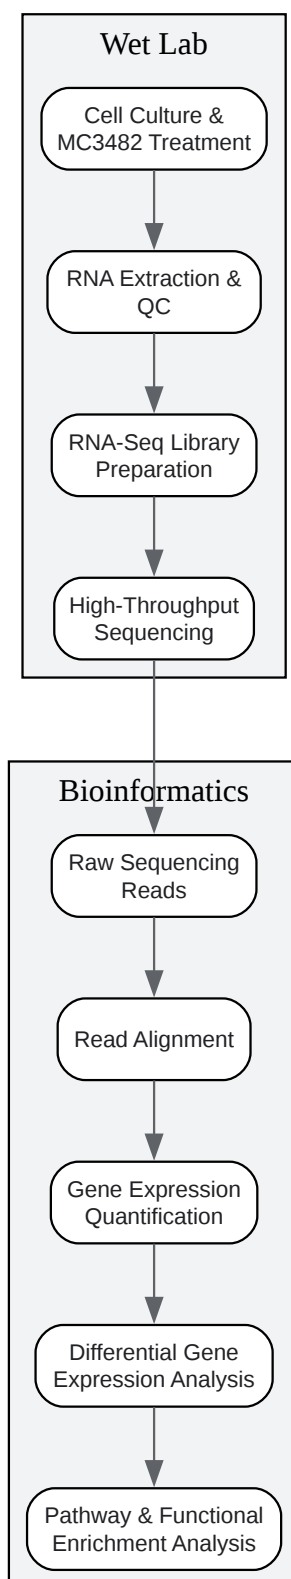 Wet Lab
Cell Culture &
MC3482 Treatment
RNA Extraction &
QC
RNA-Seq Library
Preparation
High-Throughput
Sequencing
Bioinformatics
Raw Sequencing
Reads
Read Alignment
Gene Expression
Quantification
Differential Gene
Expression Analysis
Pathway & Functional
Enrichment Analysis